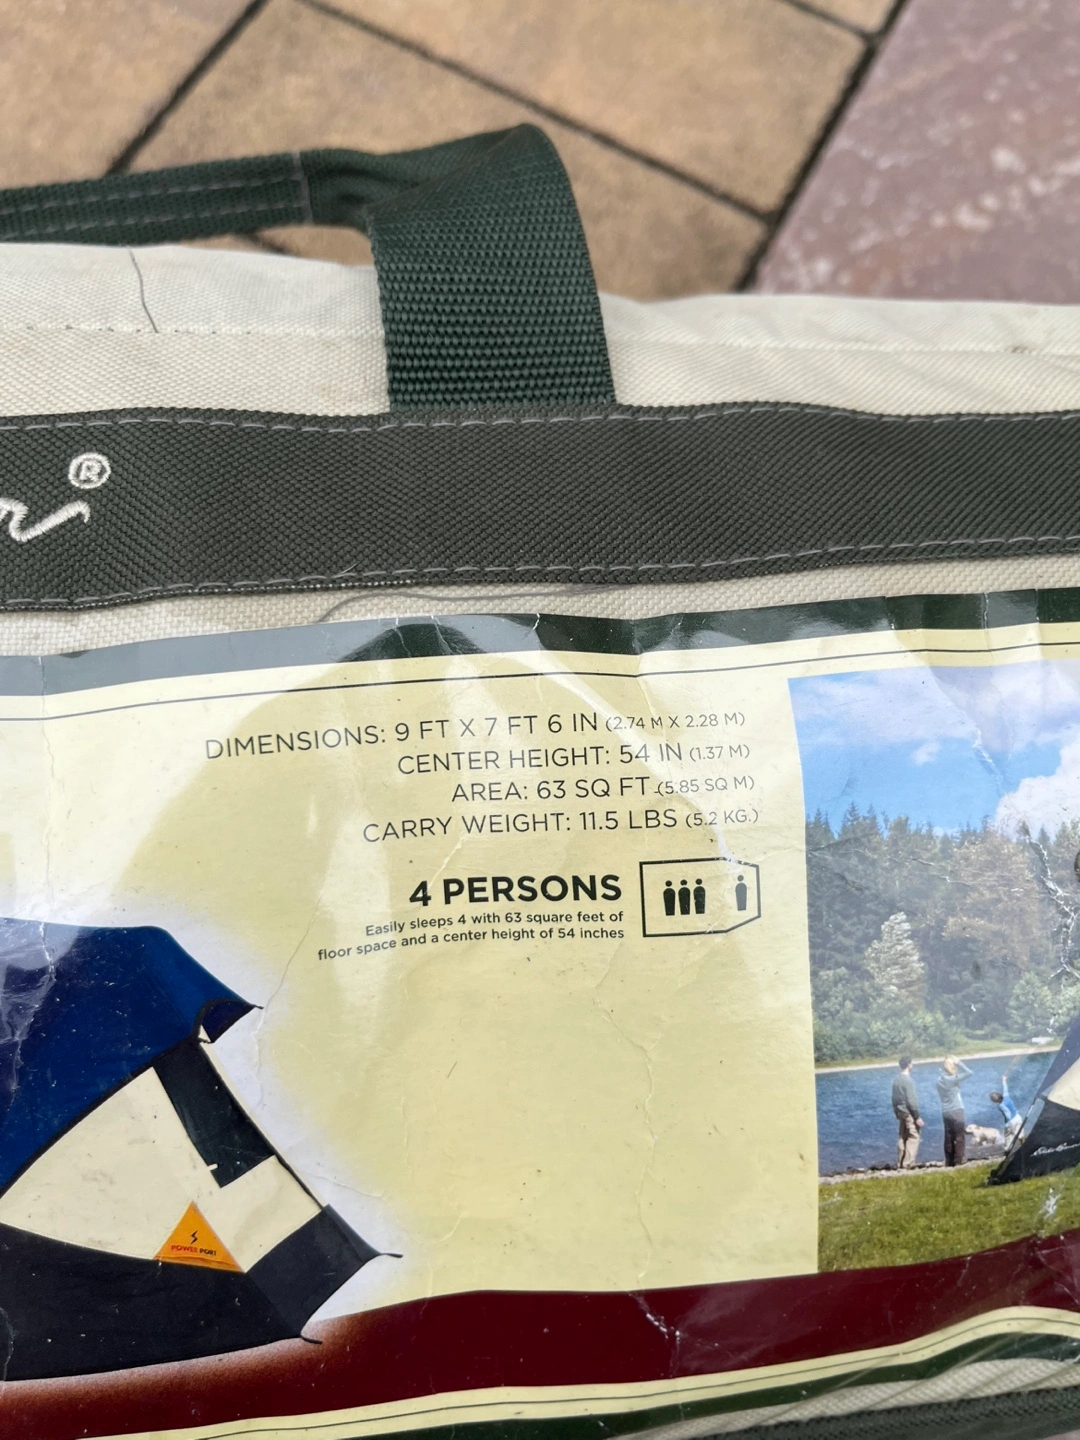 ®
DIMENSIONS: 9 FT X 7 FT 6 IN (2.74 M X 2.28 M)
CENTER HEIGHT: 54 IN (1.37 M)
AREA: 63 SQ FT (5.85 SQ M)
CARRY WEIGHT: 11.5 LBS (5.2 KG.)
4 PERSONS
Easily sleeps 4 with 63 square feet of
floor space and a center height of 54 inches
POWER PORT